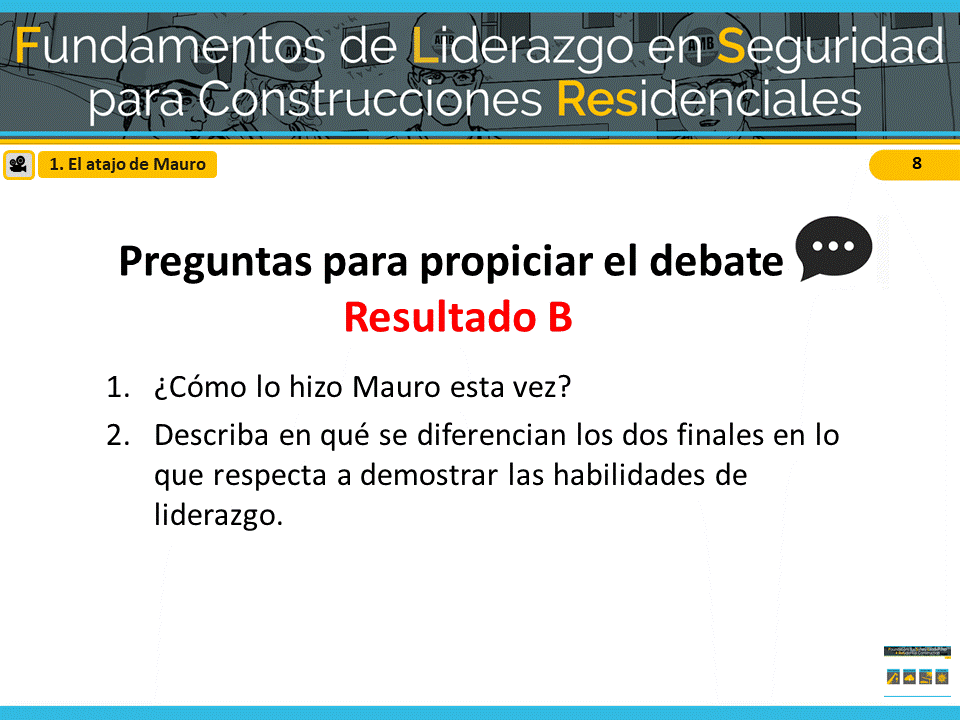 Fundamentos de Liderazgo en Seguridad
para Construcciones Residenciales
1. El atajo de Mauro
8
Preguntas para propiciar el debate
Resultado B
1. ¿Cómo lo hizo Mauro esta vez?
2. Describa en qué se diferencian los dos finales en lo
que respecta a demostrar las habilidades de
liderazgo.